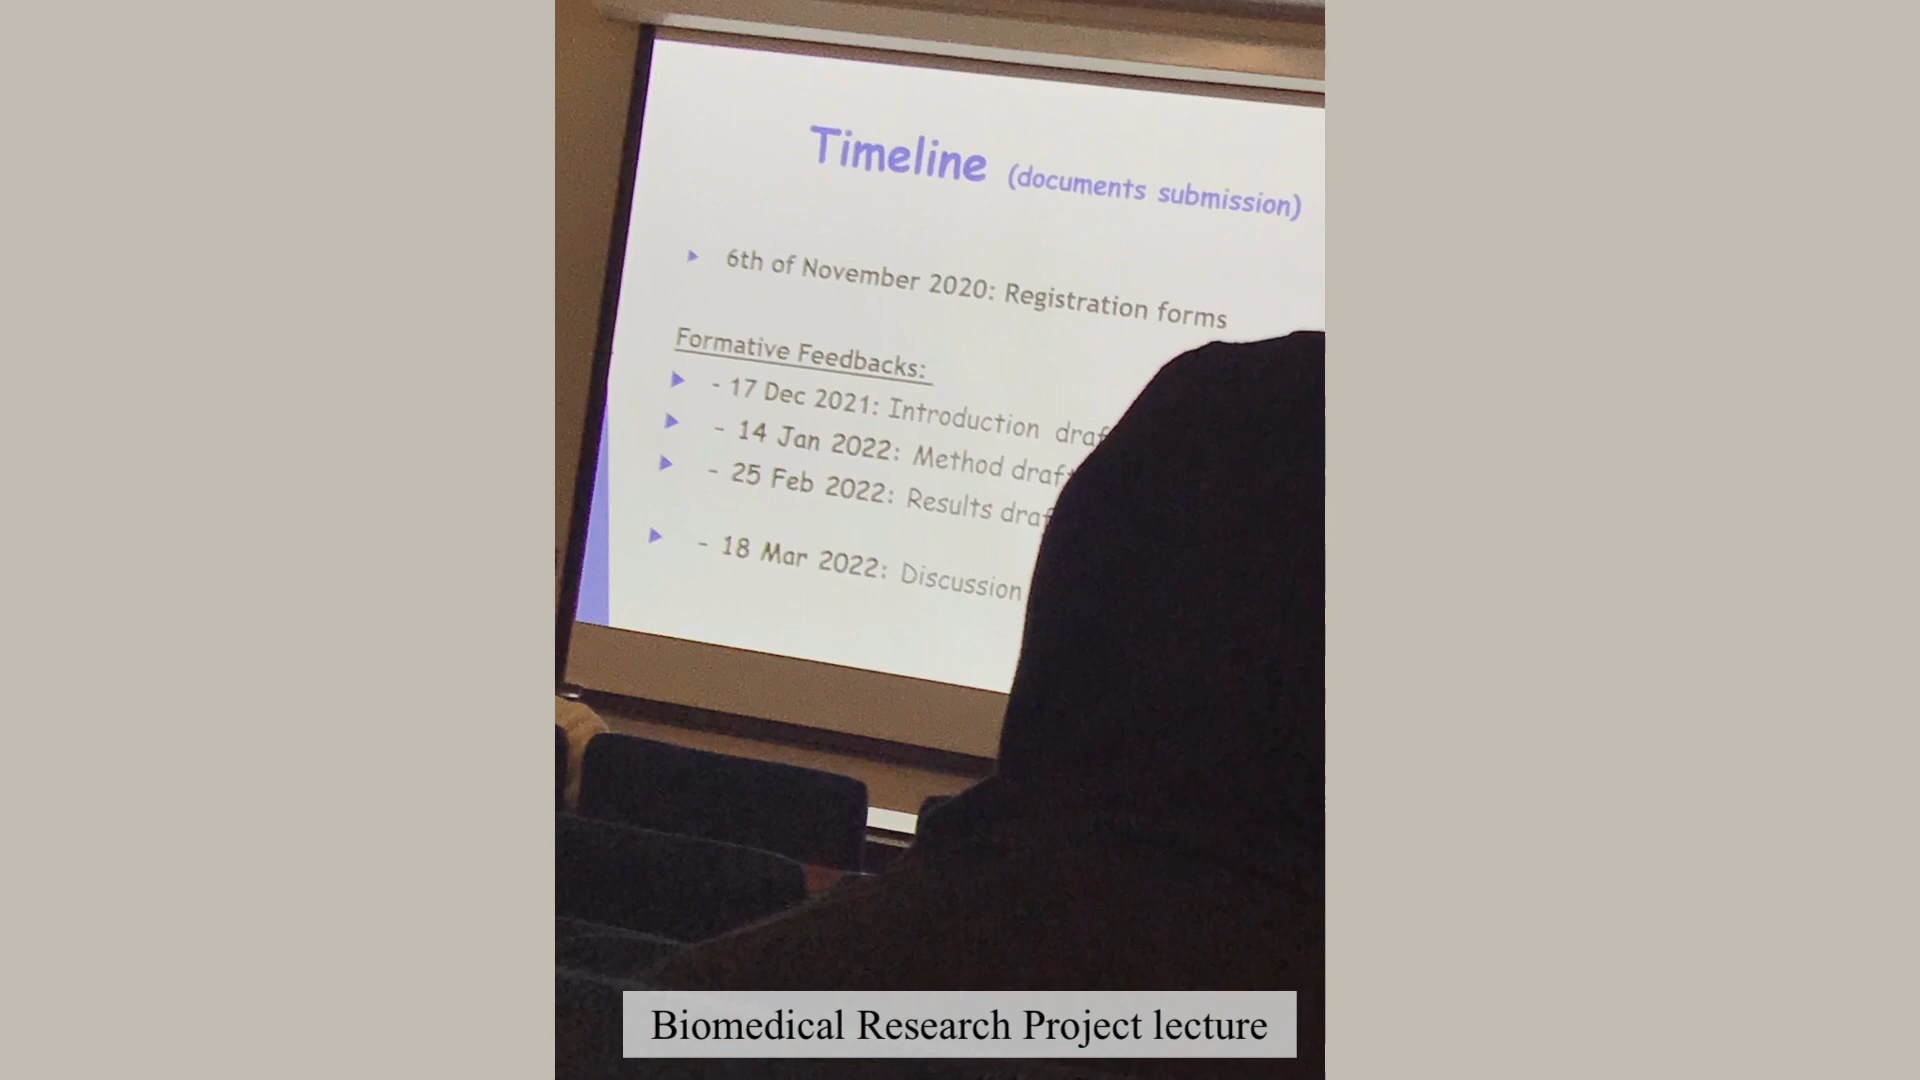 Timeline (documents submission)
6th of November 2020: Registration forms
Formative Feedbacks:
- 17 Dec 2021: Introduction
- 14 Jan 2022: Method
- 25 Feb 2022: Results
- 18 Mar 2022: Discussion
Biomedical Research Project lecture